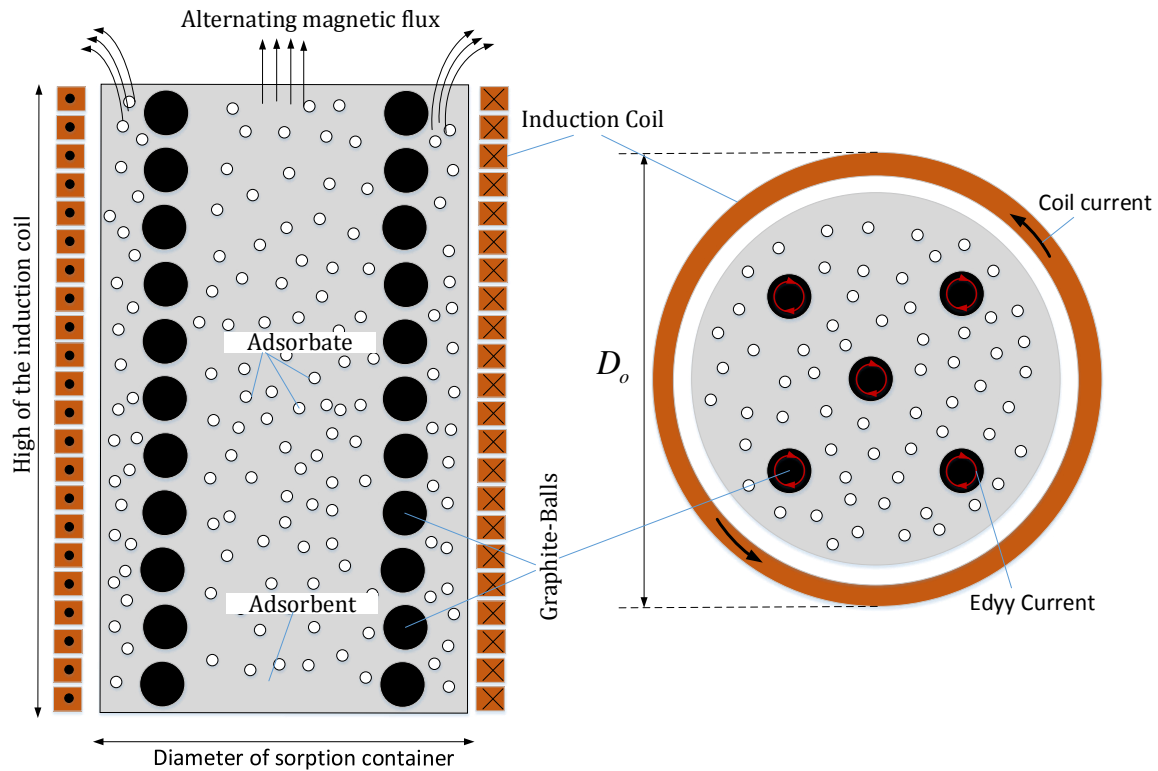 Alternating magnetic flux
Induction Coil
Coil current
High of the induction coil
Adsorbate
D_o
Graphite-Balls
Adsorbent
Edyy Current
Diameter of sorption container